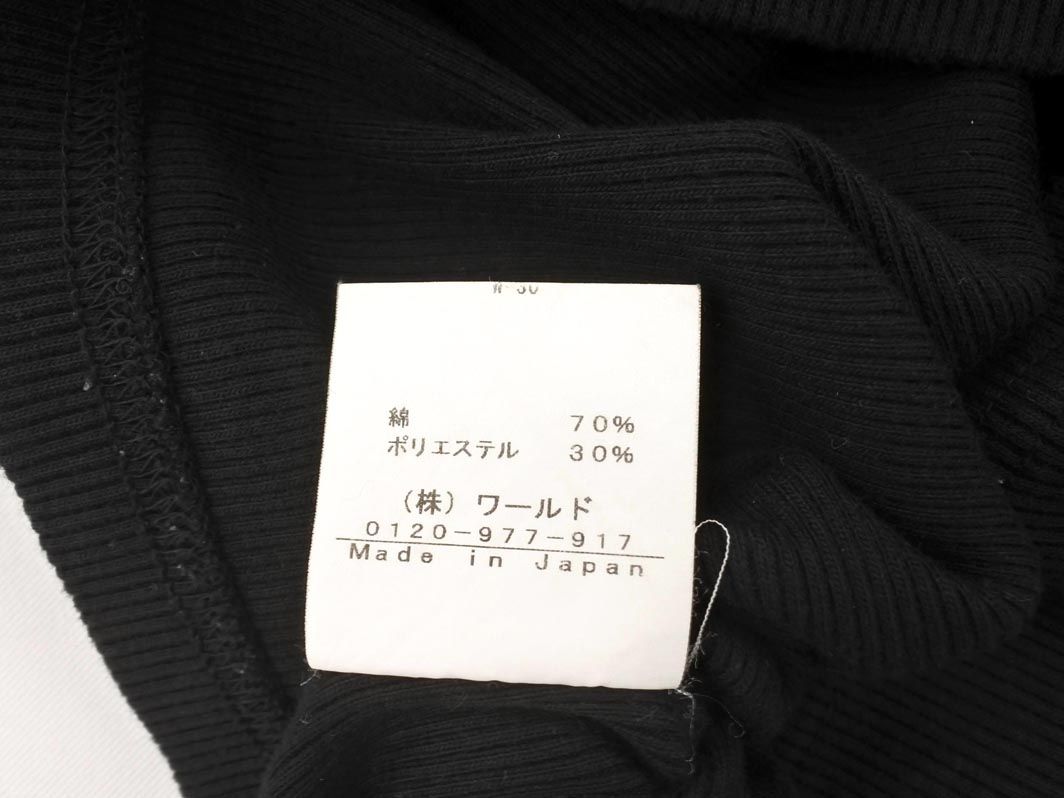 綿 70%
ポリエステル 30%
(株)ワールド
0120-977-917
Made in Japan